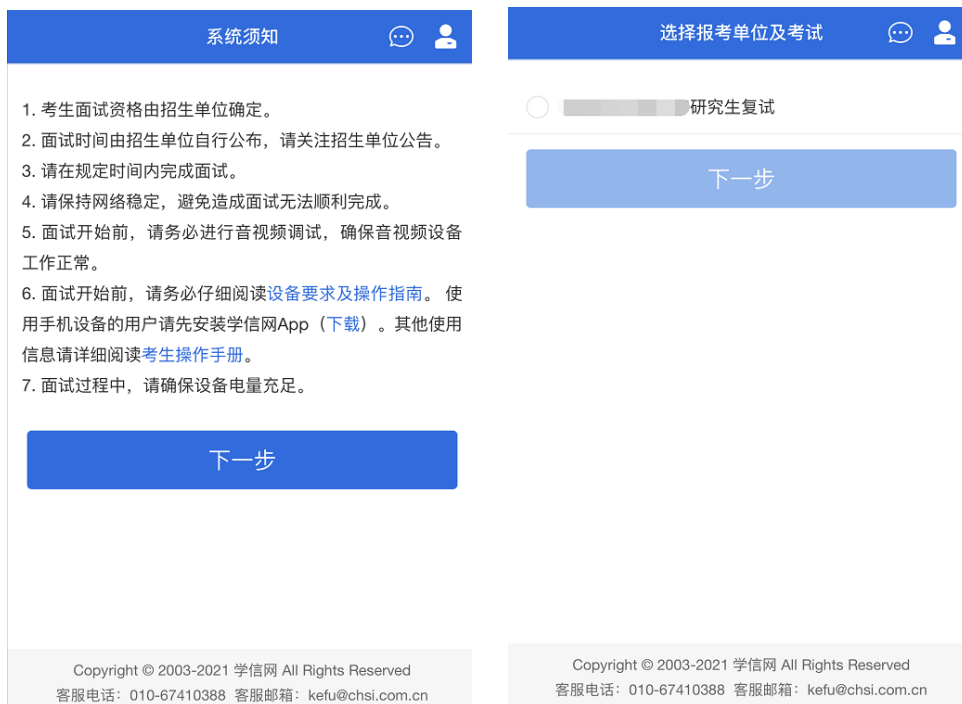 系统须知
1. 考生面试资格由招生单位确定。
2. 面试时间由招生单位自行公布，请关注招生单位公告。
3. 请在规定时间内完成面试。
4. 请保持网络稳定，避免造成面试无法顺利完成。
5. 面试开始前，请务必进行音视频调试，确保音视频设备
工作正常。
6. 面试开始前，请务必仔细阅读设备要求及操作指南。 使
用手机设备的用户请先安装学信网App（下载）。其他使用
信息请详细阅读考生操作手册。
7. 面试过程中，请确保设备电量充足。
下一步
Copyright © 2003-2021 学信网 All Rights Reserved
客服电话：010-67410388 客服邮箱：kefu@chsi.com.cn
选择报考单位及考试
研究生复试
下一步
Copyright © 2003-2021 学信网 All Rights Reserved
客服电话：010-67410388 客服邮箱：kefu@chsi.com.cn